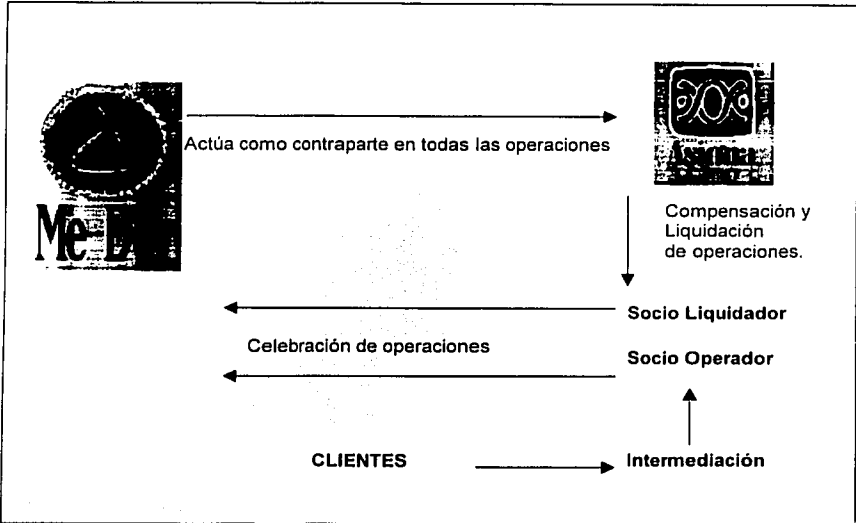 Actúa como contraparte en todas las operaciones
Me
Asigna
Compensación y
Liquidación
de operaciones.
Socio Liquidador
Celebración de operaciones
Socio Operador
CLIENTES
Intermediación